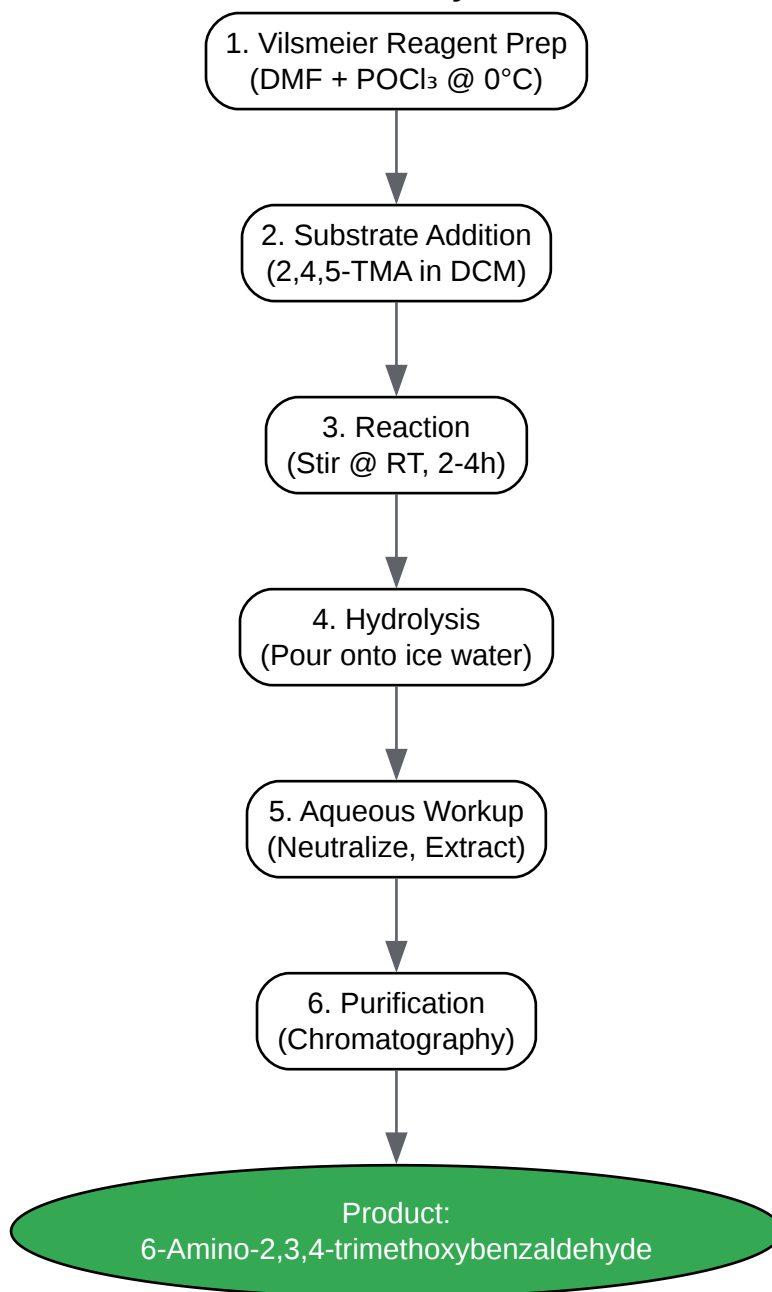 1. Vilsmeier Reagent Prep
(DMF + POCl₃ @ 0°C)
2. Substrate Addition
(2,4,5-TMA in DCM)
3. Reaction
(Stir @ RT, 2-4h)
4. Hydrolysis
(Pour onto ice water)
5. Aqueous Workup
(Neutralize, Extract)
6. Purification
(Chromatography)
Product:
6-Amino-2,3,4-trimethoxybenzaldehyde